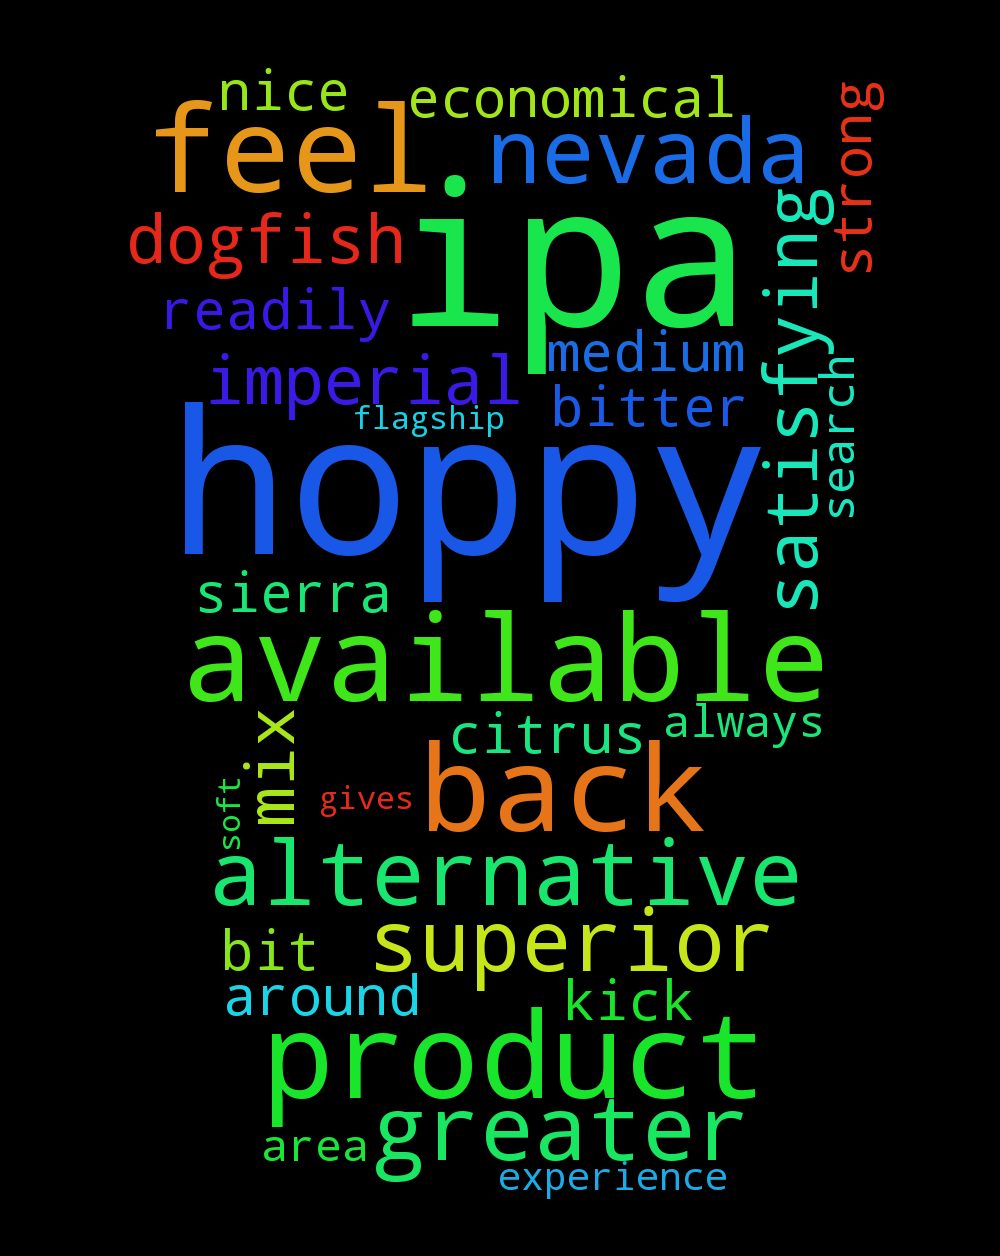 nice
economical
strong
feel
nevada
ipa
dogfish
satisfying
readily
medium
imperial
search
bitter
flagship
hoppy
sierra
available
mix
citrus
always
back
soft
gives
alternative
superior
bit
around
kick
product
greater
area
experience